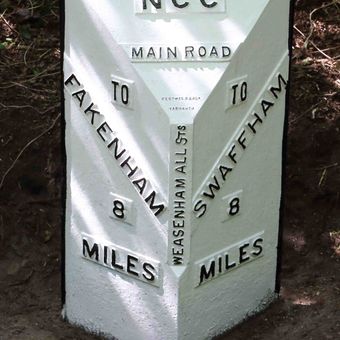 NCC
MAIN ROAD
TO
FAKENHAM
8
MILES
WEASENHAM ALL STS
TO
SWAFFHAM
8
MILES